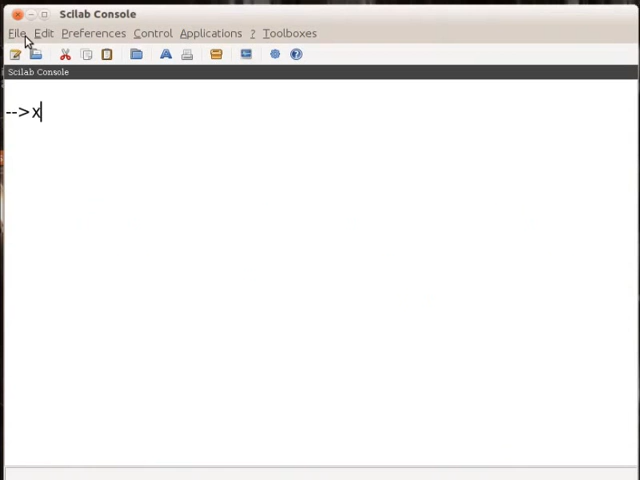 Scilab Console
File Edit Preferences Control Applications ? Toolboxes
Scilab Console
-->x